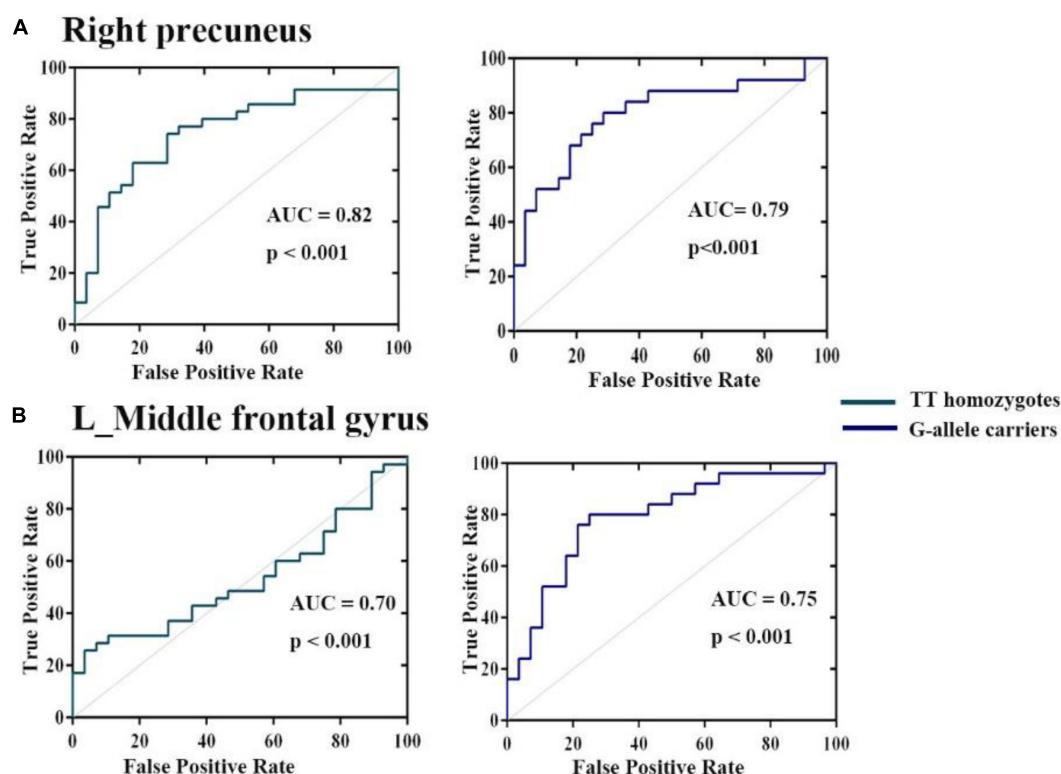 A Right precuneus
100
80
60
40
20
0
True Positive Rate
AUC = 0.82
p < 0.001
0 20 40 60 80 100
False Positive Rate
100
80
60
40
20
0
True Positive Rate
AUC= 0.79
p<0.001
0 20 40 60 80 100
False Positive Rate
TT homozygotes
G-allele carriers
B L_Middle frontal gyrus
100
80
60
40
20
0
True Positive Rate
AUC = 0.70
p < 0.001
0 20 40 60 80 100
False Positive Rate
100
80
60
40
20
0
True Positive Rate
AUC = 0.75
p < 0.001
0 20 40 60 80 100
False Positive Rate